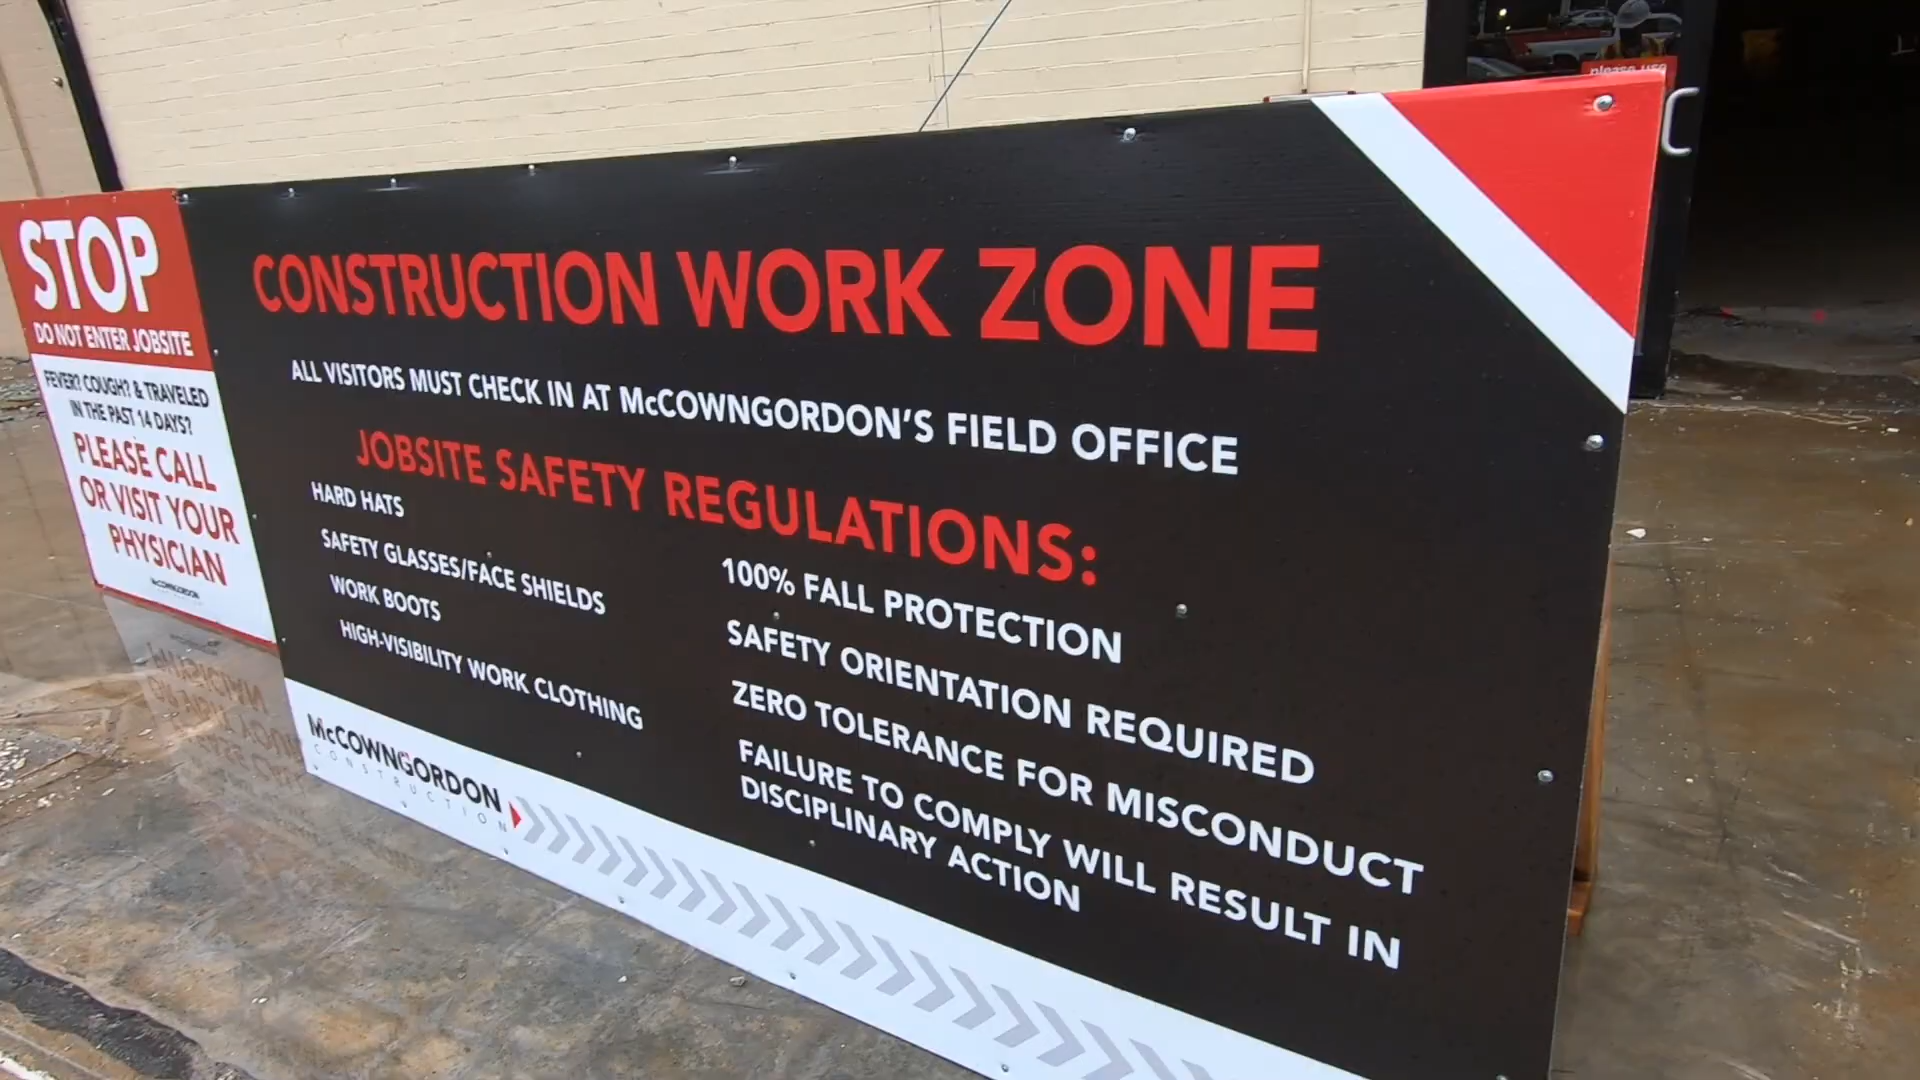 STOP
DO NOT ENTER JOBSITE
FEVER? COUGH? & TRAVELED
IN THE PAST 14 DAYS?
PLEASE CALL
OR VISIT YOUR
PHYSICIAN
McCOWNGORDON
CONSTRUCTION WORK ZONE
ALL VISITORS MUST CHECK IN AT McCOWNGORDON'S FIELD OFFICE
JOBSITE SAFETY REGULATIONS:
HARD HATS
SAFETY GLASSES/FACE SHIELDS
WORK BOOTS
HIGH-VISIBILITY WORK CLOTHING
100% FALL PROTECTION
SAFETY ORIENTATION REQUIRED
ZERO TOLERANCE FOR MISCONDUCT
FAILURE TO COMPLY WILL RESULT IN
DISCIPLINARY ACTION
McCOWNGORDON
CONSTRUCTION
please use